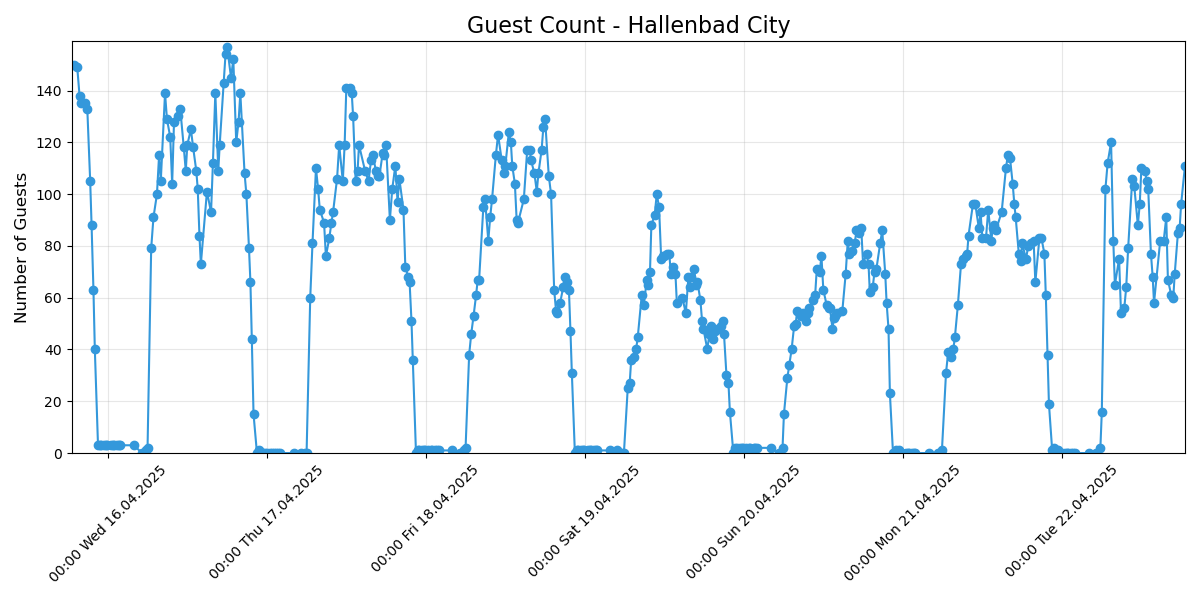 Guest Count - Hallenbad City
Number of Guests
140
120
100
80
60
40
20
0
00:00 Wed 16.04.2025
00:00 Thu 17.04.2025
00:00 Fri 18.04.2025
00:00 Sat 19.04.2025
00:00 Sun 20.04.2025
00:00 Mon 21.04.2025
00:00 Tue 22.04.2025